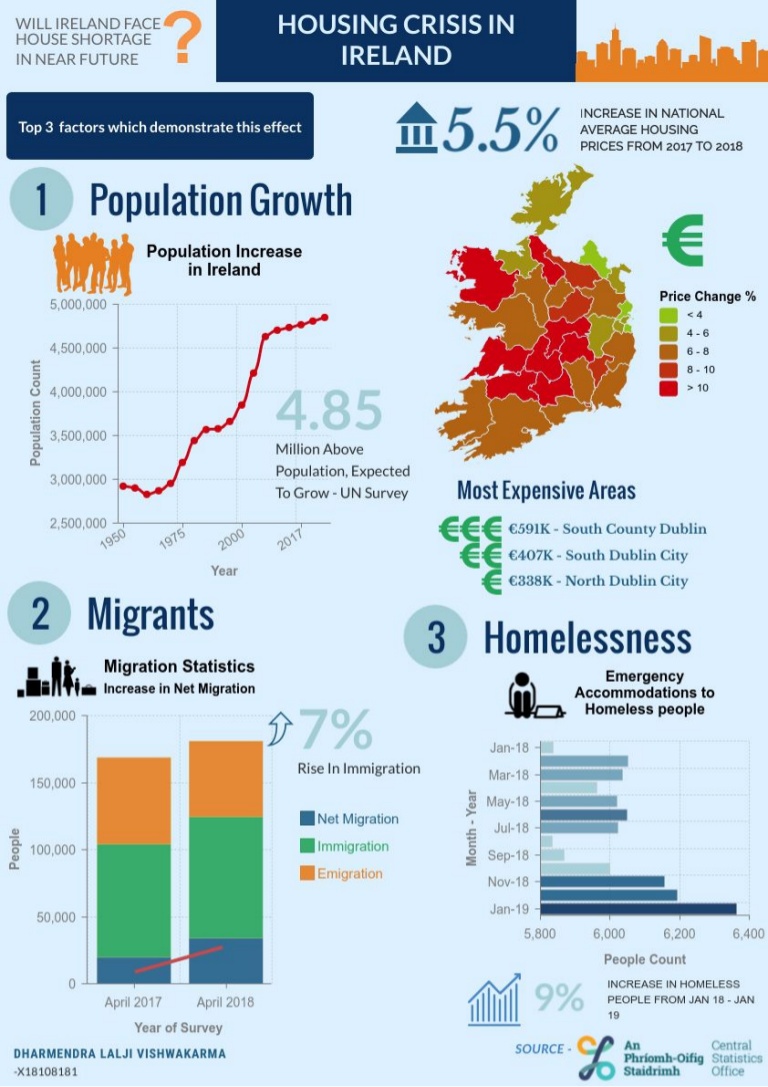 WILL IRELAND FACE
HOUSE SHORTAGE
IN NEAR FUTURE
?
HOUSING CRISIS IN
IRELAND
Top 3 factors which demonstrate this effect
5.5%
INCREASE IN NATIONAL
AVERAGE HOUSING
PRICES FROM 2017 TO 2018
1 Population Growth
Population Increase
in Ireland
5,000,000
4,500,000
4,000,000
3,500,000
3,000,000
2,500,000
Population Count
1950
1975
2000
2017
Year
4.85
Million Above
Population, Expected
To Grow - UN Survey
€
Price Change %
< 4
4 - 6
6 - 8
8 - 10
> 10
Most Expensive Areas
€€€ €591K - South County Dublin
€€ €407K - South Dublin City
€ €338K - North Dublin City
2 Migrants
Migration Statistics
Increase in Net Migration
200,000
150,000
100,000
50,000
0
People
April 2017
April 2018
Year of Survey
7%
Rise In Immigration
Net Migration
Immigration
Emigration
3 Homelessness
Emergency
Accommodations to
Homeless people
Jan-18
Mar-18
May-18
Jul-18
Sep-18
Nov-18
Jan-19
Month - Year
5,800
6,000
6,200
6,400
People Count
9%
INCREASE IN HOMELESS
PEOPLE FROM JAN 18 - JAN
19
DHARMENDRA LALJI VISHWAKARMA
-X18108181
SOURCE -
An
Phríomh-Oifig
Staidrimh
Central
Statistics
Office